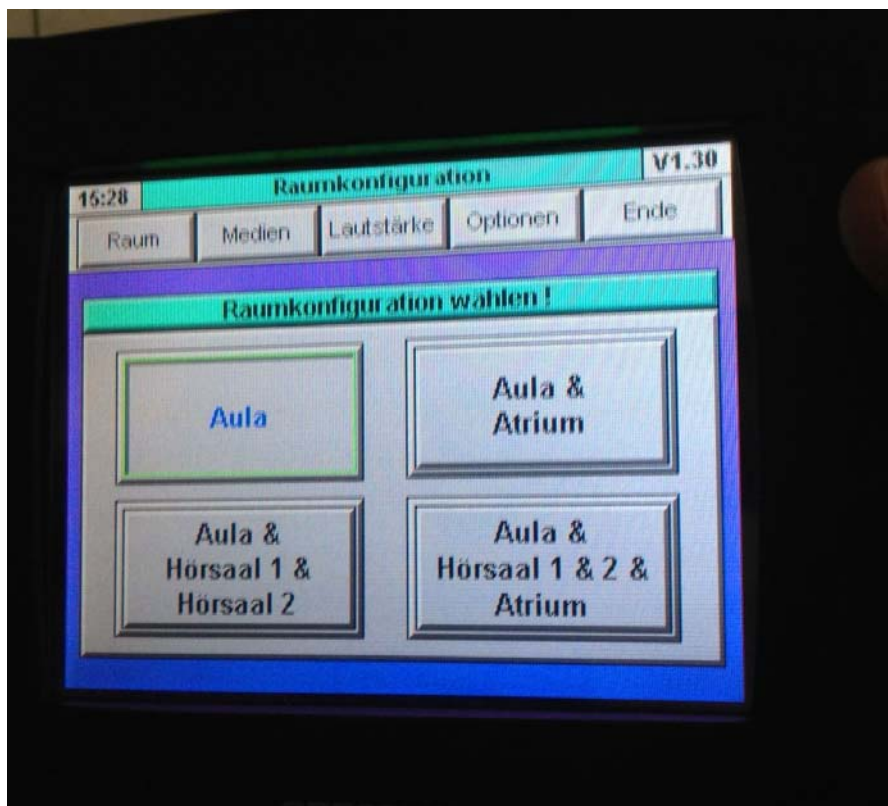 15:28 Raumkonfiguration V1.30
Raum Medien Lautstärke Optionen Ende
Raumkonfiguration wählen !
Aula
Aula &
Atrium
Aula &
Hörsaal 1 &
Hörsaal 2
Aula &
Hörsaal 1 & 2 &
Atrium